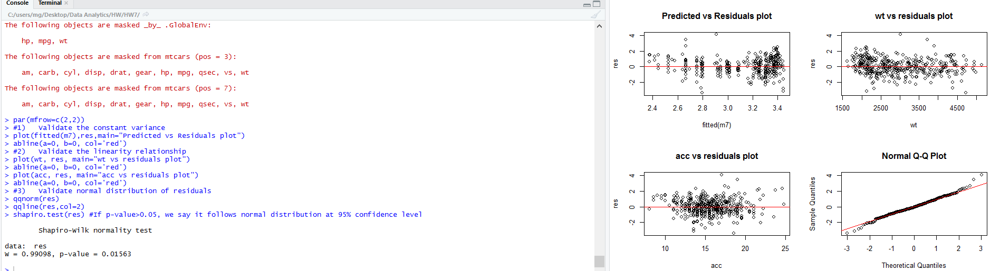 Console Terminal ×
C:/users/mg/Desktop/Data Analytics/HW/HW7/
The following objects are masked _by_ .GlobalEnv:
hp, mpg, wt
The following objects are masked from mtcars (pos = 3):
am, carb, cyl, disp, drat, gear, hp, mpg, qsec, vs, wt
The following objects are masked from mtcars (pos = 7):
am, carb, cyl, disp, drat, gear, hp, mpg, qsec, vs, wt
> par(mfrow=c(2,2))
> #1) Validate the constant variance
> plot(fitted(m7),res,main="Predicted vs Residuals plot")
> abline(a=0, b=0, col='red')
> #2) Validate the linearity relationship
> plot(wt, res, main="wt vs residuals plot")
> abline(a=0, b=0, col='red')
> plot(acc, res, main="acc vs residuals plot")
> abline(a=0, b=0, col='red')
> #3) Validate normal distribution of residuals
> qqnorm(res)
> qqline(res,col=2)
> shapiro.test(res) #If p-value>0.05, we say it follows normal distribution at 95% confidence level
Shapiro-Wilk normality test
data: res
W = 0.99098, p-value = 0.01563
>
Predicted vs Residuals plot
res
4
2
0
-2
2.4 2.6 2.8 3.0 3.2 3.4
fitted(m7)
wt vs residuals plot
res
4
2
0
-2
1500 2500 3500 4500
wt
acc vs residuals plot
res
4
2
0
-2
10 15 20 25
acc
Normal Q-Q Plot
Sample Quantiles
4
2
0
-2
-3 -2 -1 0 1 2 3
Theoretical Quantiles